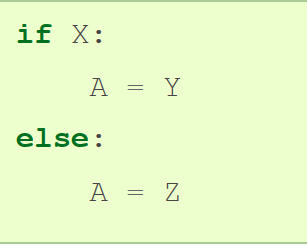 if X:
    A = Y
else:
    A = Z